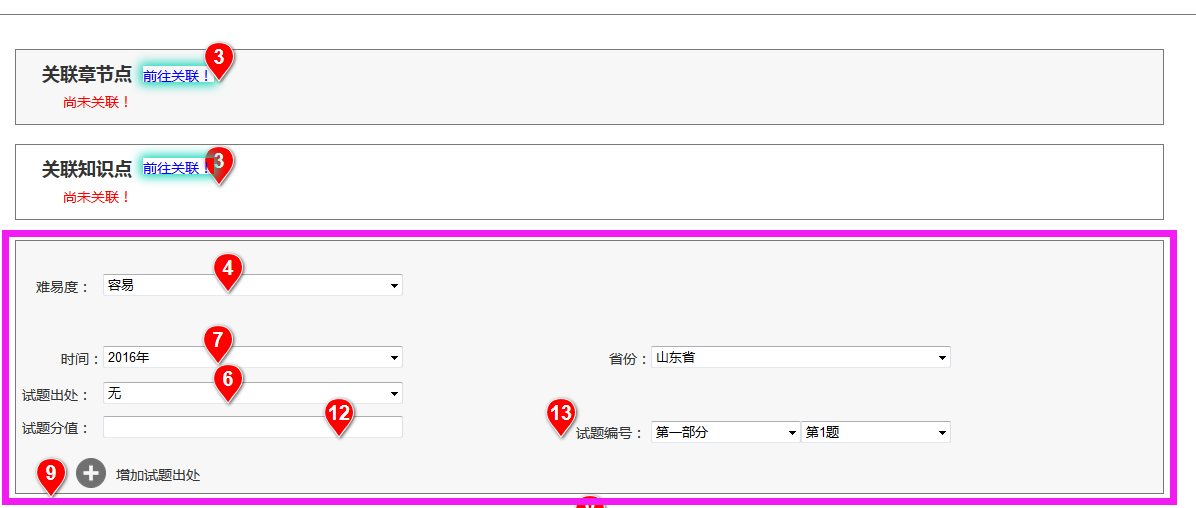 关联章节点 前往关联！ 3
尚未关联！
关联知识点 前往关联！ 3
尚未关联！
4
难易度： 容易
7
时间： 2016年 省份： 山东省
6
试题出处： 无
12 13
试题分值： 试题编号： 第一部分 第1题
9 增加试题出处